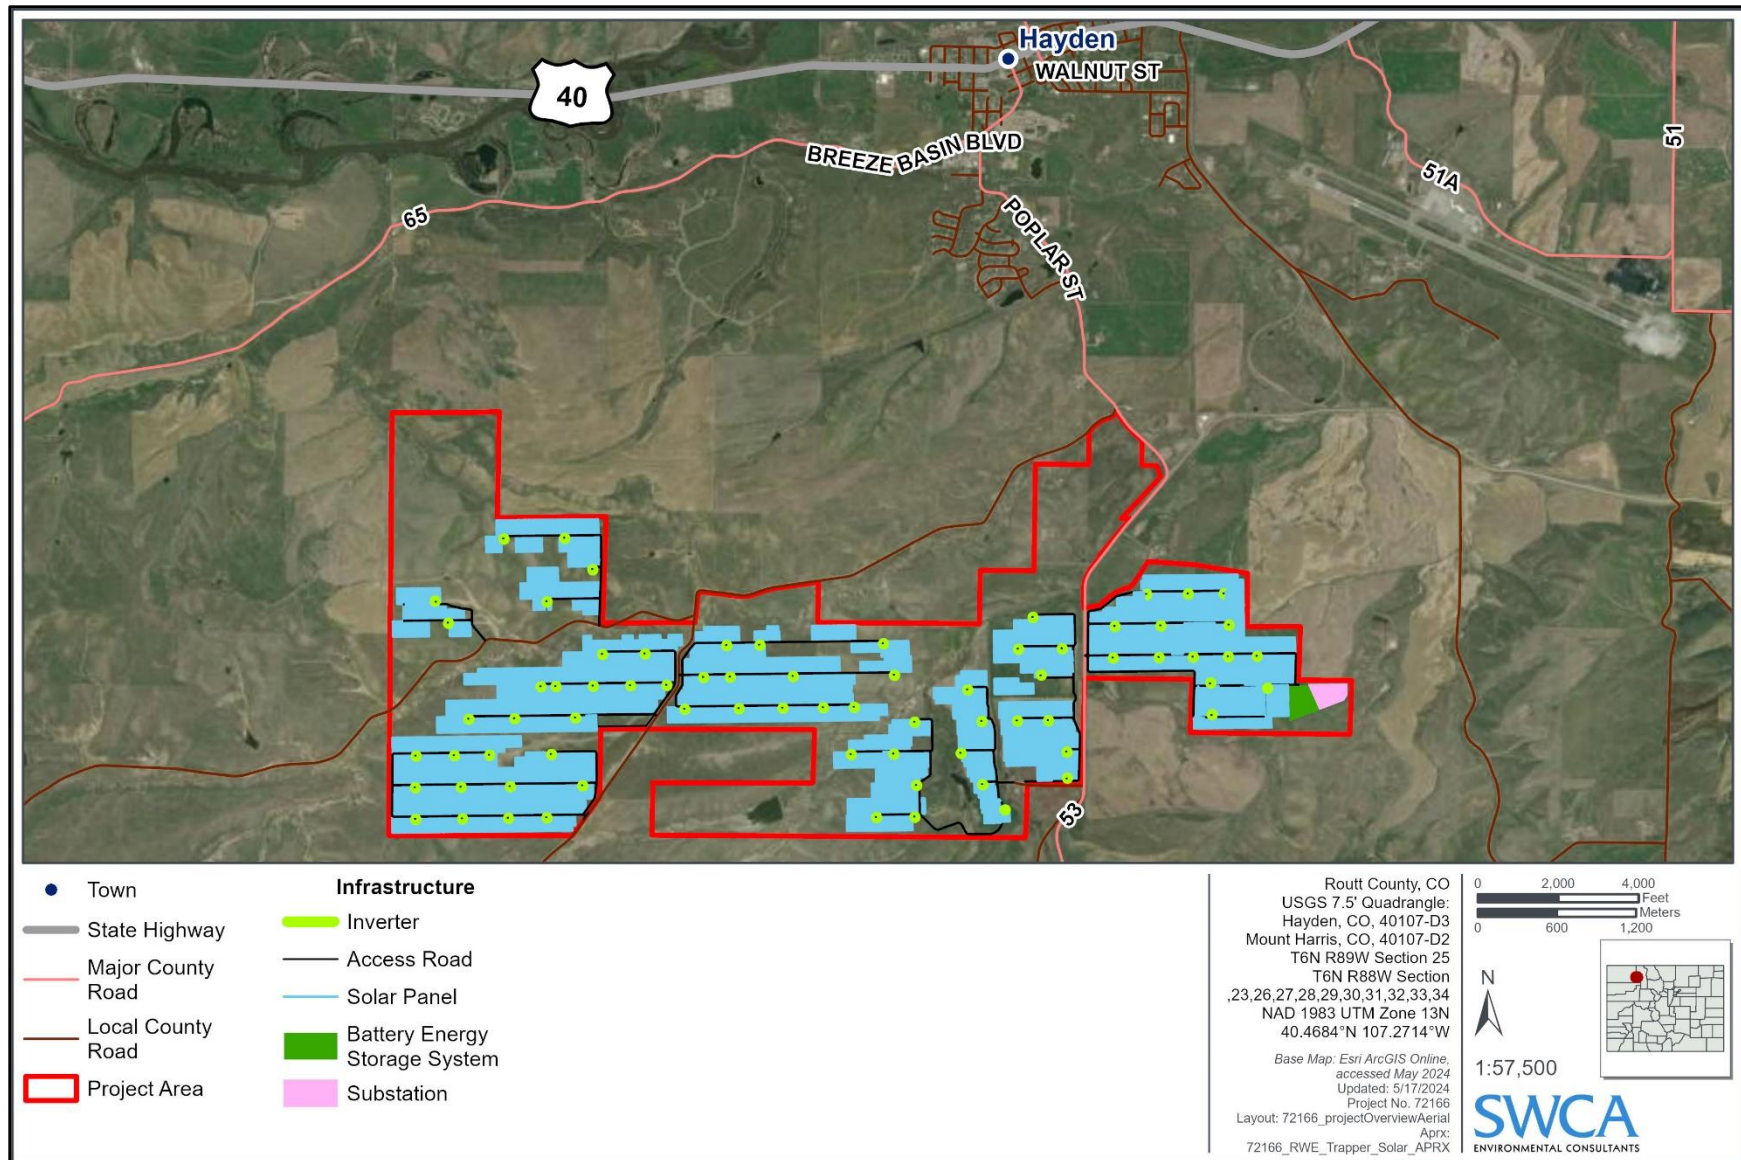 Hayden
WALNUT ST
40
BREEZE BASIN BLVD
51
51A
65
POPLAR ST
53
Town
State Highway
Major County
Road
Local County
Road
Project Area
Infrastructure
Inverter
Access Road
Solar Panel
Battery Energy
Storage System
Substation
Routt County, CO
USGS 7.5' Quadrangle:
Hayden, CO, 40107-D3
Mount Harris, CO, 40107-D2
T6N R89W Section 25
T6N R88W Section
,23,26,27,28,29,30,31,32,33,34
NAD 1983 UTM Zone 13N
40.4684°N 107.2714°W
Base Map: Esri ArcGIS Online,
accessed May 2024
Updated: 5/17/2024
Project No. 72166
Layout: 72166_projectOverviewAerial
Aprx:
72166_RWE_Trapper_Solar_APRX
0 2,000 4,000
Feet
Meters
0 600 1,200
N
1:57,500
SWCA
ENVIRONMENTAL CONSULTANTS